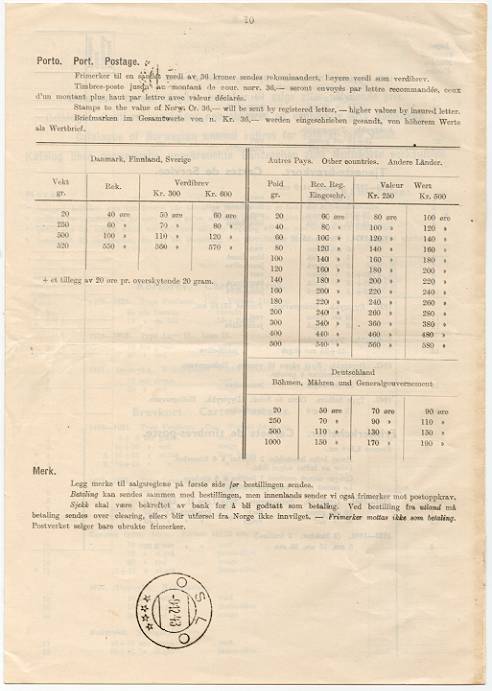 10
Porto. Port. Postage.
Frimerker til en samlet verdi av 36 kroner sendes rekommandert, høyere verdi som verdibrev.
Timbres-poste jusqu'au montant de cour. norv. 36,— seront envoyés par lettre recommandée, ceux
d'un montant plus haut par lettre avec valeur déclarée.
Stamps to the value of Norw. Cr. 36,— will be sent by registered letter, — higher values by insured letter.
Briefmarken im Gesamtwerte von n. Kr. 36,— werden eingeschrieben gesandt, von höherem Werte
als Wertbrief.
Danmark, Finnland, Sverige
Vekt gr. Rek. Verdibrev Kr. 300 Kr. 600
20 40 øre 50 øre 60 øre
250 60 » 70 » 80 »
500 100 » 110 » 120 »
520 550 » 560 » 570 »
+ et tillegg av 20 øre pr. overskytende 20 gram.
Autres Pays. Other countries. Andere Länder.
Poid gr. Rec. Reg. Eingeschr. Valeur Wert Kr. 250 Kr. 500
20 60 øre 80 øre 100 øre
40 80 » 100 » 120 »
60 100 » 120 » 140 »
80 120 » 140 » 160 »
100 140 » 160 » 180 »
120 160 » 180 » 200 »
140 180 » 200 » 220 »
160 200 » 220 » 240 »
180 220 » 240 » 260 »
200 240 » 260 » 280 »
300 340 » 360 » 380 »
400 440 » 460 » 480 »
500 540 » 560 » 580 »
Deutschland
Böhmen, Mähren und Generalgouvernement
20 50 øre 70 øre 90 øre
250 70 » 90 » 110 »
500 110 » 130 » 150 »
1000 150 » 170 » 190 »
Merk.
Legg merke til salgsreglene på første side før bestillingen sendes.
Betaling kan sendes sammen med bestillingen, men innenlands sender vi også frimerker mot postoppkrav.
Sjekk skal være bekreftet av bank for å bli godtatt som betaling. Ved bestilling fra utland må
betaling sendes over clearing, ellers blir utførsel fra Norge ikke innvilget. — Frimerker mottas ikke som betaling.
Postverket selger bare ubrukte frimerker.
OSLO
-9.12.43